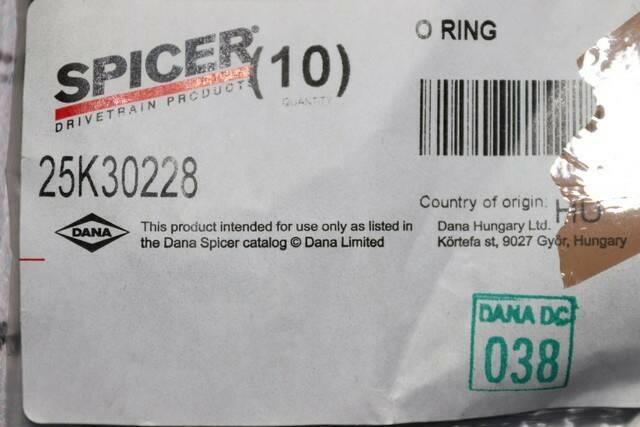 SPICER®
DRIVETRAIN PRODUCTS
(10)
QUANTITY
O RING
25K30228
DANA
This product intended for use only as listed in
the Dana Spicer catalog © Dana Limited
Country of origin: HU
Dana Hungary Ltd.
Körtefa st, 9027 Győr, Hungary
DANA DC
038